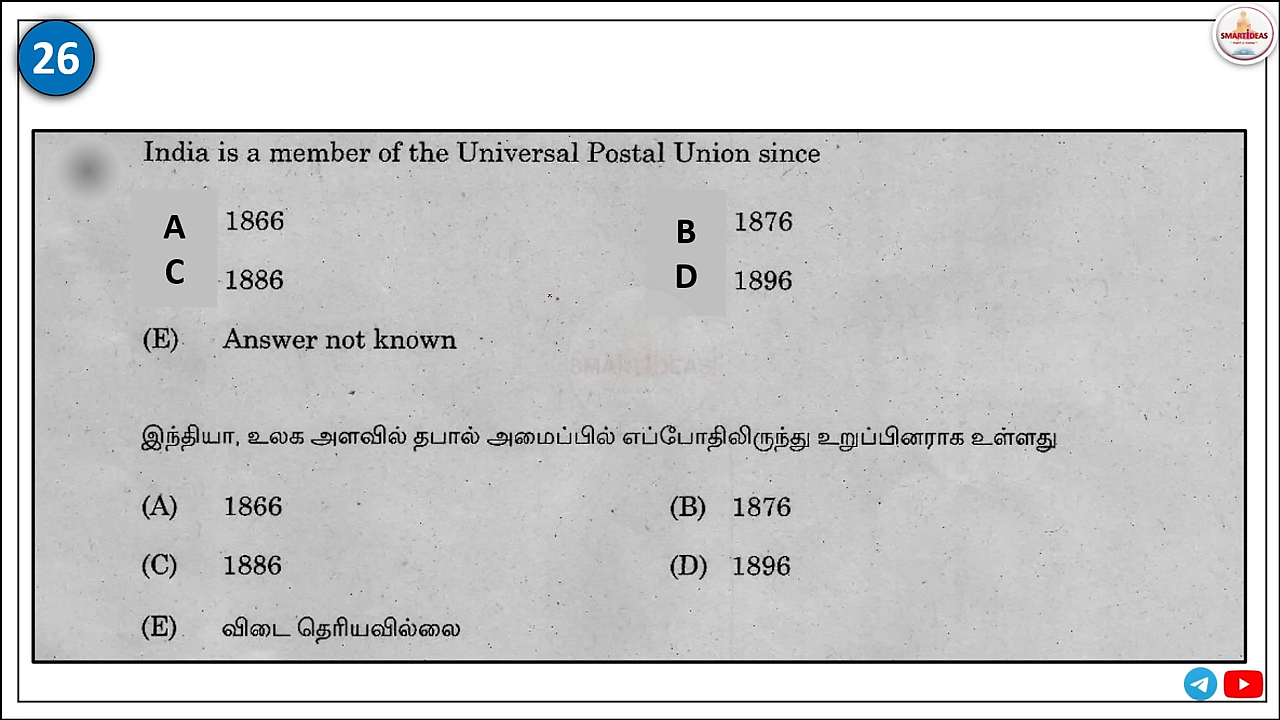 26
SMARTIDEAS
India is a member of the Universal Postal Union since
A 1866 B 1876
C 1886 D 1896
(E) Answer not known
SMARTIDEAS
இந்தியா, உலக அளவில் தபால் அமைப்பில் எப்போதிலிருந்து உறுப்பினராக உள்ளது
(A) 1866 (B) 1876
(C) 1886 (D) 1896
(E) விடை தெரியவில்லை